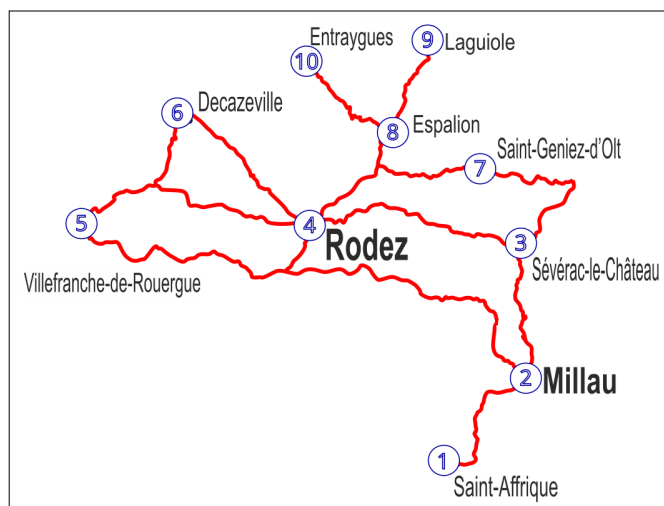 Entraygues
9
Laguiole
10
6
Decazeville
8
Espalion
Saint-Geniez-d'Olt
7
5
4
Rodez
3
Sévérac-le-Château
Villefranche-de-Rouergue
2
Millau
1
Saint-Affrique